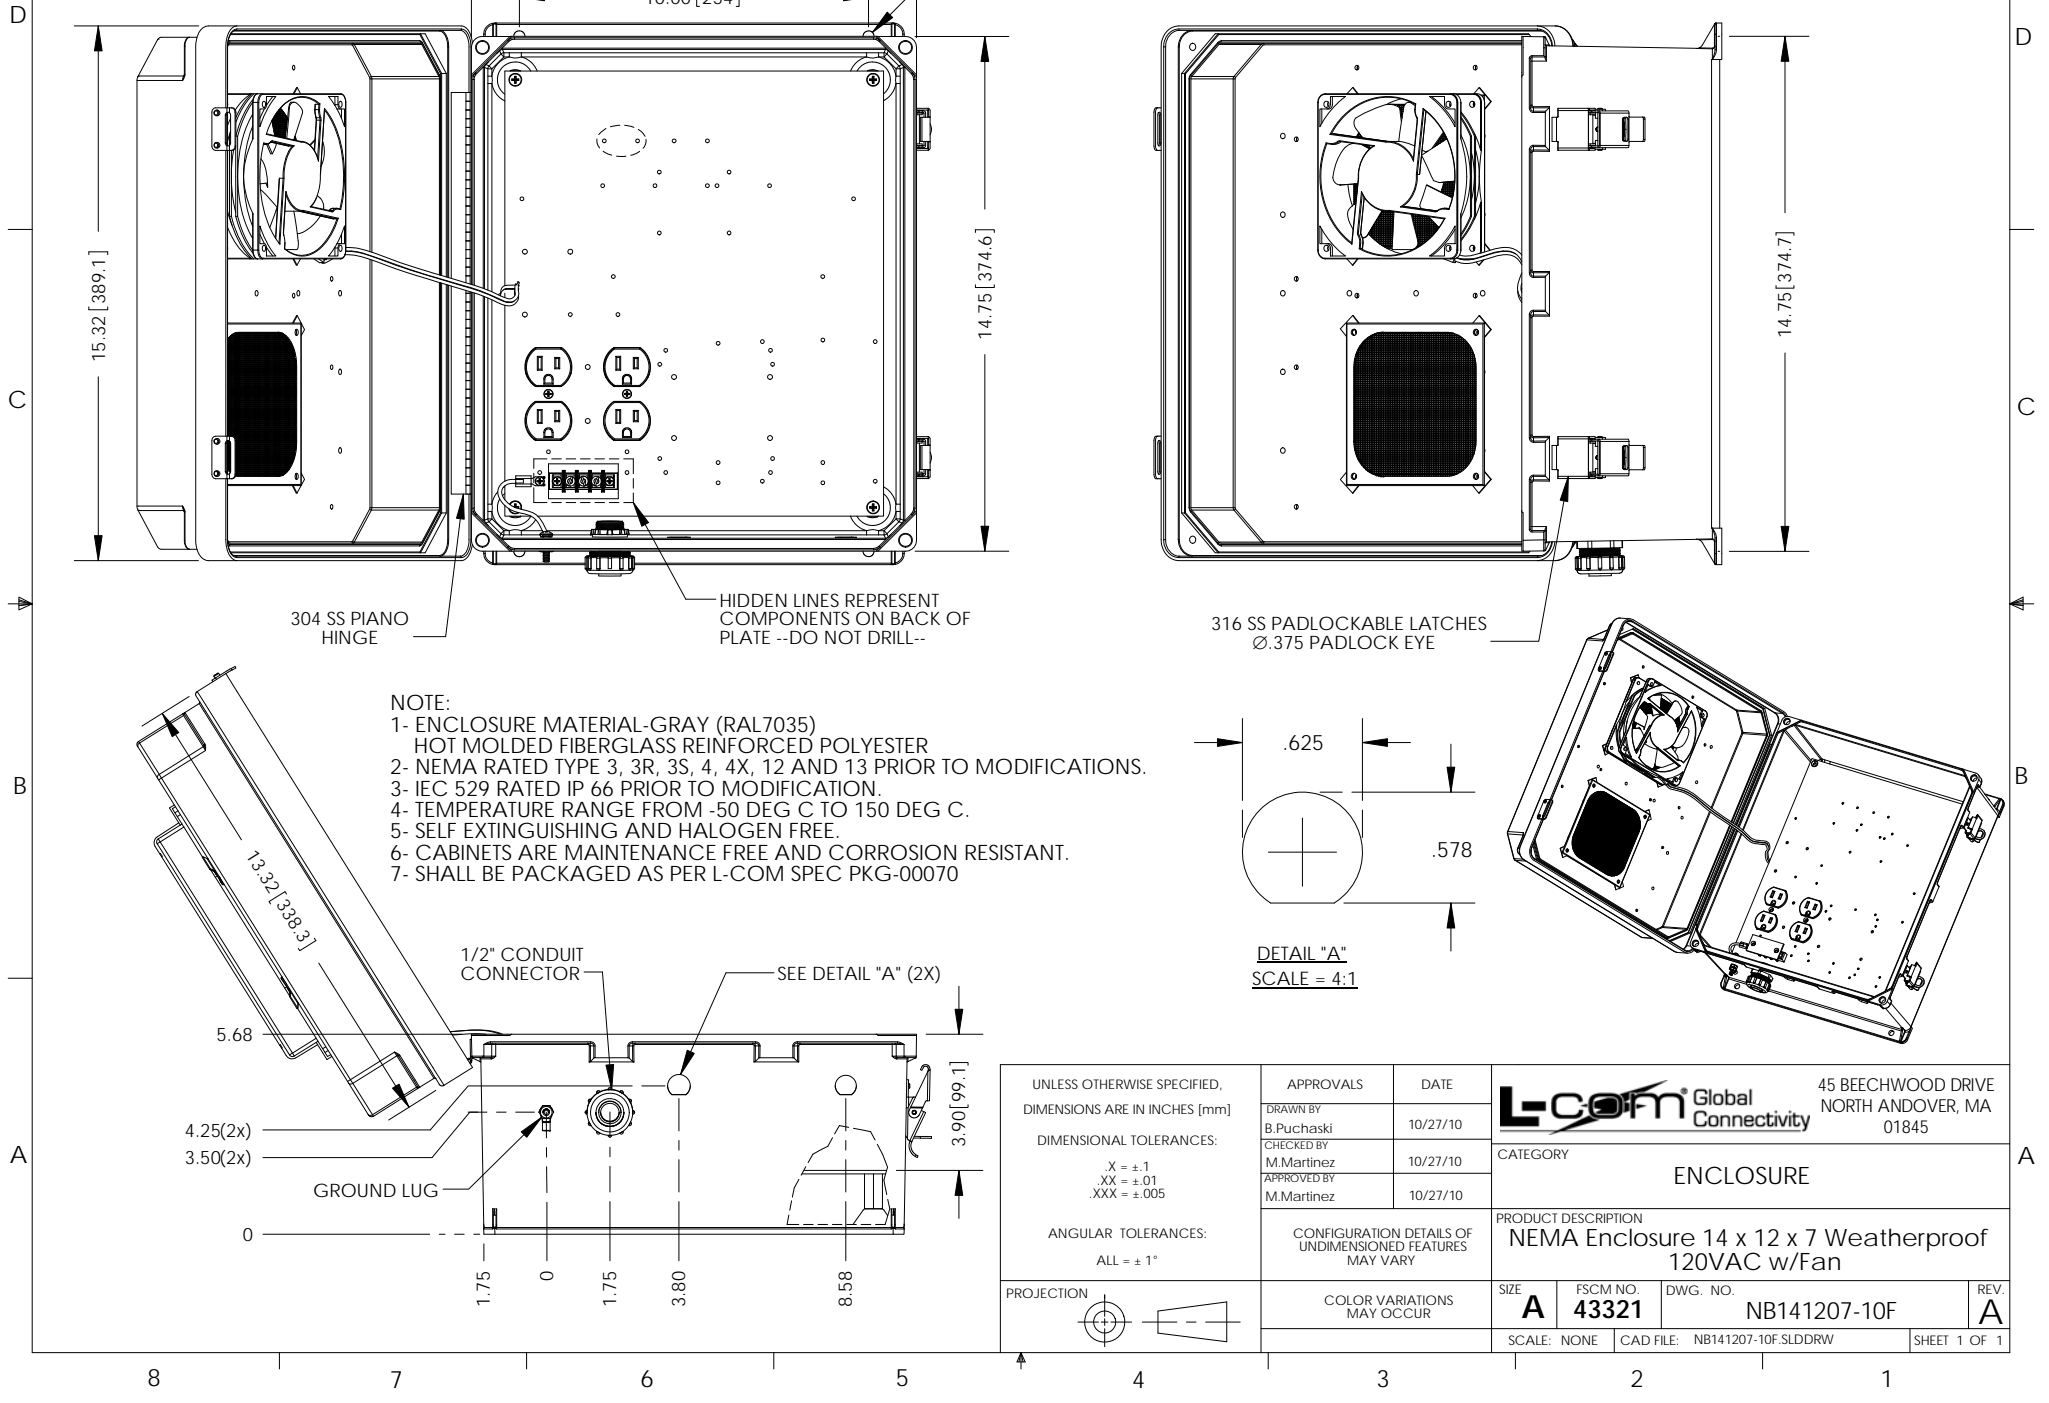 D
10.00 [254]
D
15.32 [389.1]
14.75 [374.6]
14.75 [374.7]
C
C
304 SS PIANO
HINGE
HIDDEN LINES REPRESENT
COMPONENTS ON BACK OF
PLATE --DO NOT DRILL--
316 SS PADLOCKABLE LATCHES
Ø.375 PADLOCK EYE
NOTE:
1- ENCLOSURE MATERIAL-GRAY (RAL7035)
HOT MOLDED FIBERGLASS REINFORCED POLYESTER
2- NEMA RATED TYPE 3, 3R, 3S, 4, 4X, 12 AND 13 PRIOR TO MODIFICATIONS.
3- IEC 529 RATED IP 66 PRIOR TO MODIFICATION.
4- TEMPERATURE RANGE FROM -50 DEG C TO 150 DEG C.
5- SELF EXTINGUISHING AND HALOGEN FREE.
6- CABINETS ARE MAINTENANCE FREE AND CORROSION RESISTANT.
7- SHALL BE PACKAGED AS PER L-COM SPEC PKG-00070
.625
.578
B
B
13.32 [338.3]
DETAIL "A"
SCALE = 4:1
1/2" CONDUIT
CONNECTOR
SEE DETAIL "A" (2X)
5.68
4.25(2x)
3.50(2x)
GROUND LUG
0
3.90 [99.1]
1.75
0
1.75
3.80
8.58
A
A
UNLESS OTHERWISE SPECIFIED,
DIMENSIONS ARE IN INCHES [mm]
DIMENSIONAL TOLERANCES:
.X = ±.1
.XX = ±.01
.XXX = ±.005
ANGULAR TOLERANCES:
ALL = ± 1°
PROJECTION
APPROVALS
DATE
DRAWN BY
B.Puchaski
10/27/10
CHECKED BY
M.Martinez
10/27/10
APPROVED BY
M.Martinez
10/27/10
CONFIGURATION DETAILS OF
UNDIMENSIONED FEATURES
MAY VARY
COLOR VARIATIONS
MAY OCCUR
L-com® Global
Connectivity
45 BEECHWOOD DRIVE
NORTH ANDOVER, MA
01845
CATEGORY
ENCLOSURE
PRODUCT DESCRIPTION
NEMA Enclosure 14 x 12 x 7 Weatherproof
120VAC w/Fan
SIZE
A
FSCM NO.
43321
DWG. NO.
NB141207-10F
REV.
A
SCALE: NONE
CAD FILE: NB141207-10F.SLDDRW
SHEET 1 OF 1
8
7
6
5
4
3
2
1